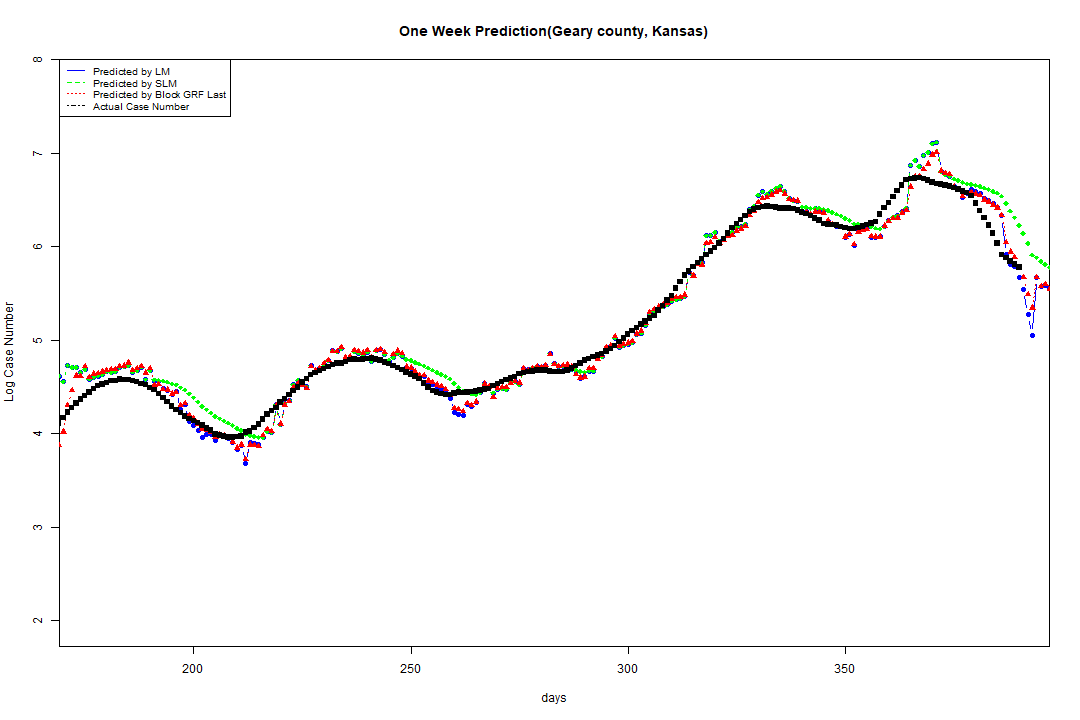 One Week Prediction(Geary county, Kansas)
Predicted by LM
Predicted by SLM
Predicted by Block GRF Last
Actual Case Number
8
7
6
5
4
3
2
Log Case Number
200
250
300
350
days